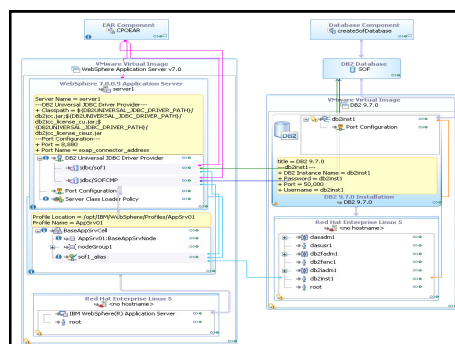 EAR Component
CPOEAR
VMware Virtual Image
WebSphere Application Server v7.0
WebSphere 7.0.0.9 Application Server
server1
Server Name = server1
---DB2 Universal JDBC Driver Provider---
+ Classpath = ${DB2UNIVERSAL_JDBC_DRIVER_PATH}/
db2jcc.jar;${UNIVERSAL_JDBC_DRIVER_PATH}/
db2jcc_license_cu.jar;$
{DB2UNIVERSAL_JDBC_DRIVER_PATH}/
db2jcc_license_cisuz.jar
---Port Configuration---
+ Port = 8,880
+ Port Name = soap_connector_address
DB2 Universal JDBC Driver Provider
jdbc/sof1
jdbc/SOFCMP
Port Configuration
Server Class Loader Policy
Profile Location = /opt/IBM/WebSphere/Profiles/AppSrv01
Profile Name = AppSrv01
BaseAppSrvCell
AppSrv01:BaseAppSrvNode
nodeGroup1
sof1_alias
Red Hat Enterprise Linux 5
<no hostname>
IBM WebSphere(R) Application Server
root
Database Component
createSofDatabase
DB2 Database
SOF
VMware Virtual Image
DB2 9.7.0
DB2
db2inst1
Port Configuration
title = DB2 9.7.0
---db2inst1---
+ DB2 Instance Name = db2inst1
+ Password = db2inst1
+ Port = 50,000
+ Username = db2inst1
DB2 9.7.0 Installation
DB2 9.7.0
Red Hat Enterprise Linux 5
<no hostname>
dasadm1
dasusr1
db2fadm1
db2fenc1
db2iadm1
db2inst1
root